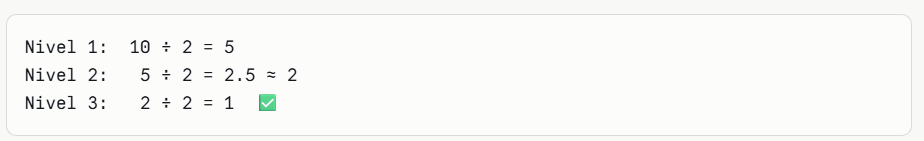 Nivel 1:  10 ÷ 2 = 5
Nivel 2:   5 ÷ 2 = 2.5 ≈ 2
Nivel 3:   2 ÷ 2 = 1  ✅